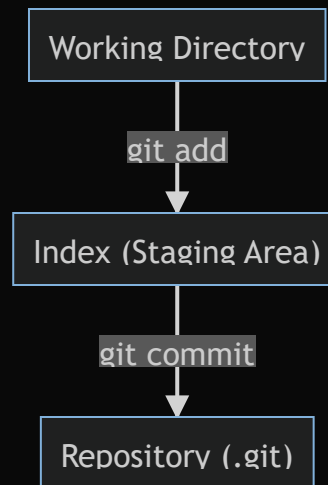 Working Directory
git add
Index (Staging Area)
git commit
Repository (.git)